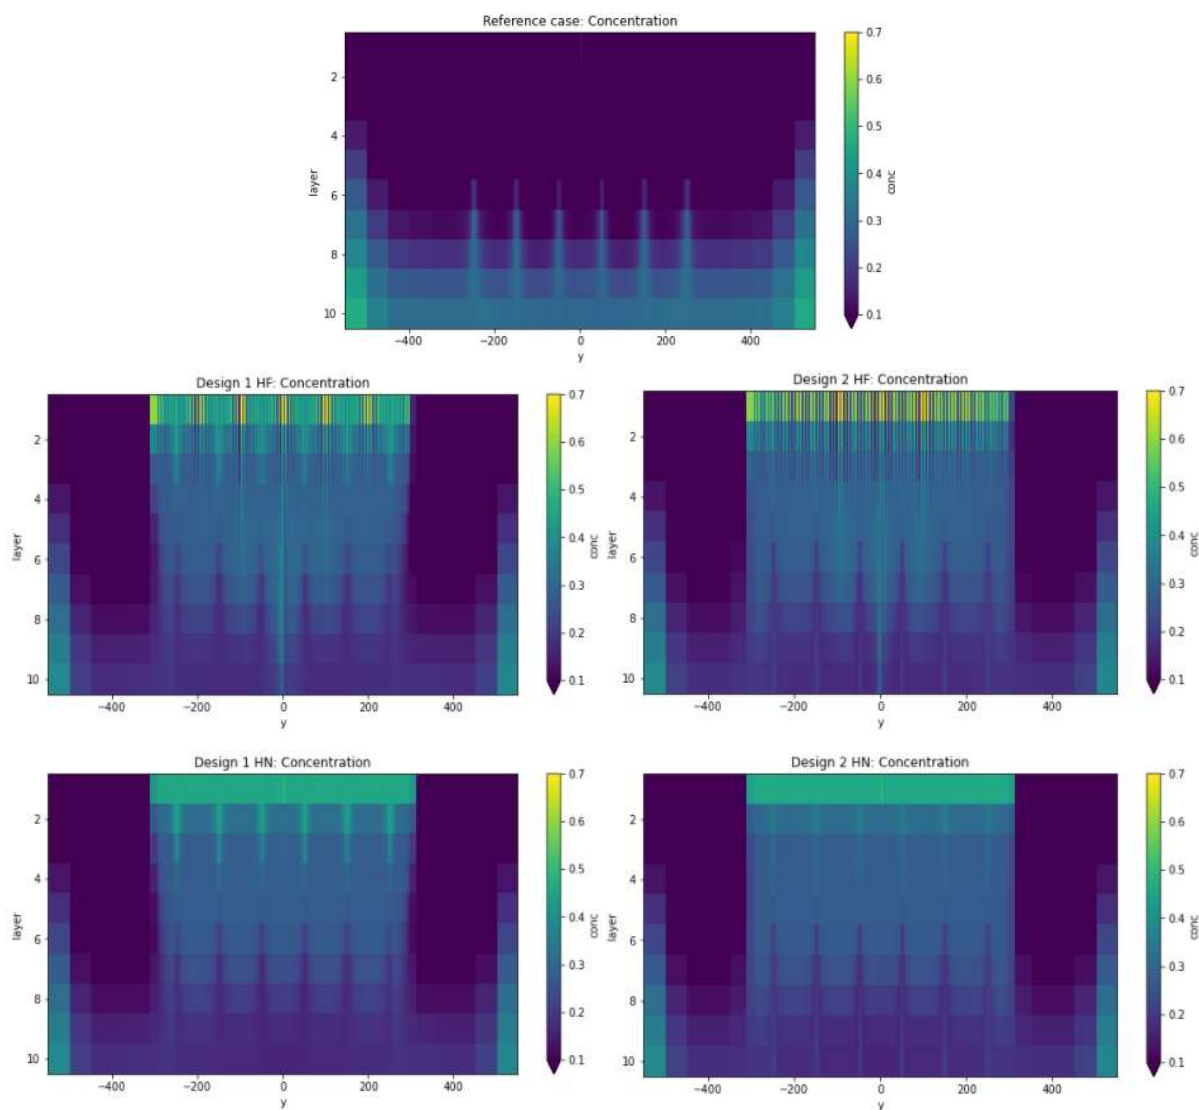 Reference case: Concentration
0.7
0.6
0.5
0.4
0.3
0.2
0.1
conc
2
4
6
8
10
layer
−400 −200 0 200 400
y
Design 1 HF: Concentration
0.7
0.6
0.5
0.4
0.3
0.2
0.1
conc
2
4
6
8
10
layer
−400 −200 0 200 400
y
Design 2 HF: Concentration
0.7
0.6
0.5
0.4
0.3
0.2
0.1
conc
2
4
6
8
10
layer
−400 −200 0 200 400
y
Design 1 HN: Concentration
0.7
0.6
0.5
0.4
0.3
0.2
0.1
conc
2
4
6
8
10
layer
−400 −200 0 200 400
y
Design 2 HN: Concentration
0.7
0.6
0.5
0.4
0.3
0.2
0.1
conc
2
4
6
8
10
layer
−400 −200 0 200 400
y